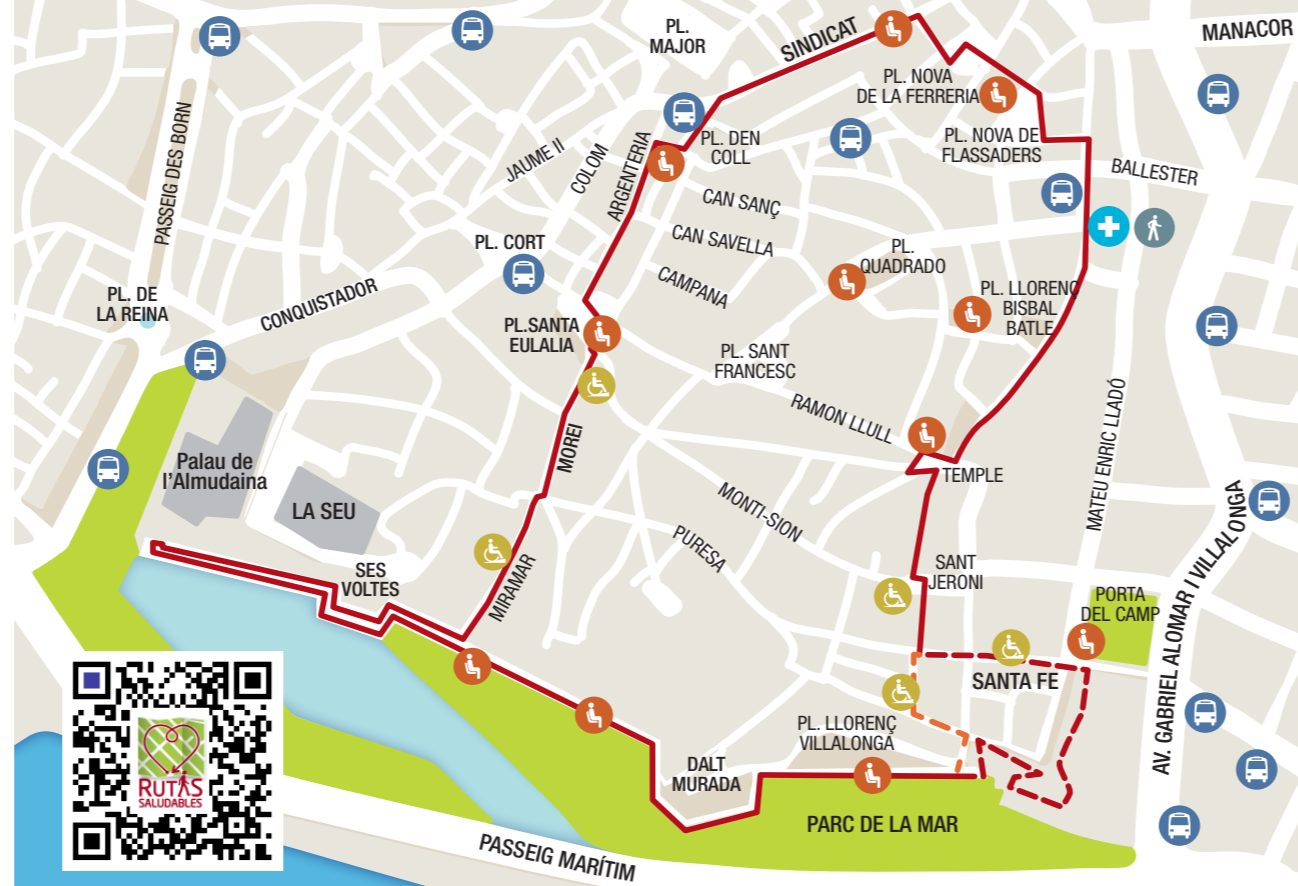 PL.
MAJOR
SINDICAT
MANACOR
PL. NOVA
DE LA FERRERIA
PL. NOVA DE
FLASSADERS
PL. DEN
COLL
BALLESTER
PASSEIG DES BORN
JAUME II
COLOM
ARGENTERIA
CAN SANÇ
CAN SAVELLA
CAMPANA
PL. CORT
PL.
QUADRADO
PL. DE
LA REINA
CONQUISTADOR
PL. LLORENÇ
BISBAL
BATLE
PL.SANTA
EULALIA
PL. SANT
FRANCESC
RAMON LLULL
MATEU ENRIC LLADÓ
MOREI
Palau de
l'Almudaina
LA SEU
TEMPLE
MONTI-SION
PURESA
AV. GABRIEL ALOMAR I VILLALONGA
SES
VOLTES
MIRAMAR
SANT
JERONI
PORTA
DEL CAMP
SANTA FE
PL. LLORENÇ
VILLALONGA
DALT
MURADA
PARC DE LA MAR
PASSEIG MARÍTIM
RUTAS
SALUDABLES